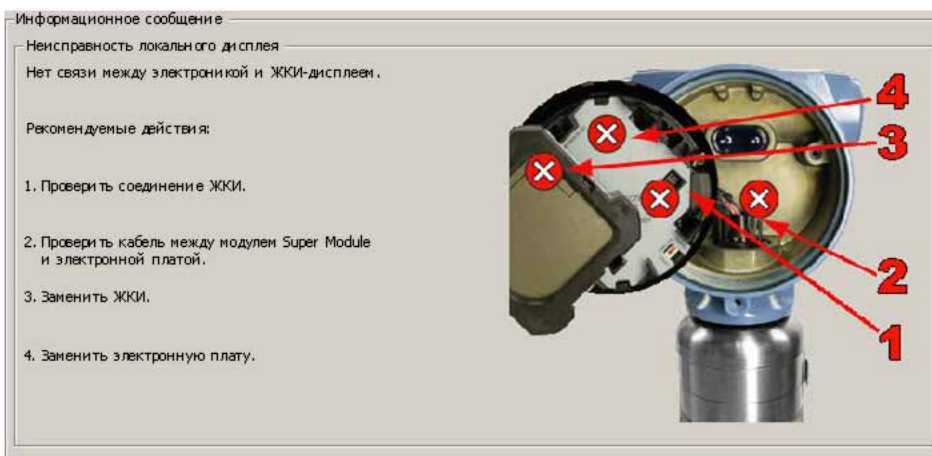 Информационное сообщение
Неисправность локального дисплея
Нет связи между электроникой и ЖКИ-дисплеем.
Рекомендуемые действия:
1. Проверить соединение ЖКИ.
2. Проверить кабель между модулем Super Module
и электронной платой.
3. Заменить ЖКИ.
4. Заменить электронную плату.
4
3
2
1